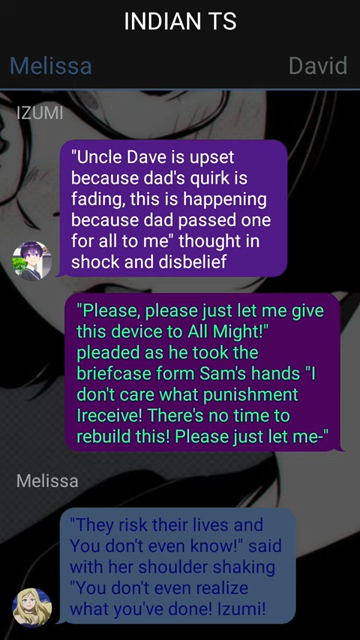 INDIAN TS
Melissa
David
IZUMI
"Uncle Dave is upset
because dad's quirk is
fading, this is happening
because dad passed one
for all to me" thought in
shock and disbelief
"Please, please just let me give
this device to All Might!"
pleaded as he took the
briefcase form Sam's hands "I
don't care what punishment
Ireceive! There's no time to
rebuild this! Please just let me-"
Melissa
"They risk their lives and
You don't even know!" said
with her shoulder shaking
"You don't even realize
what you've done! Izumi!